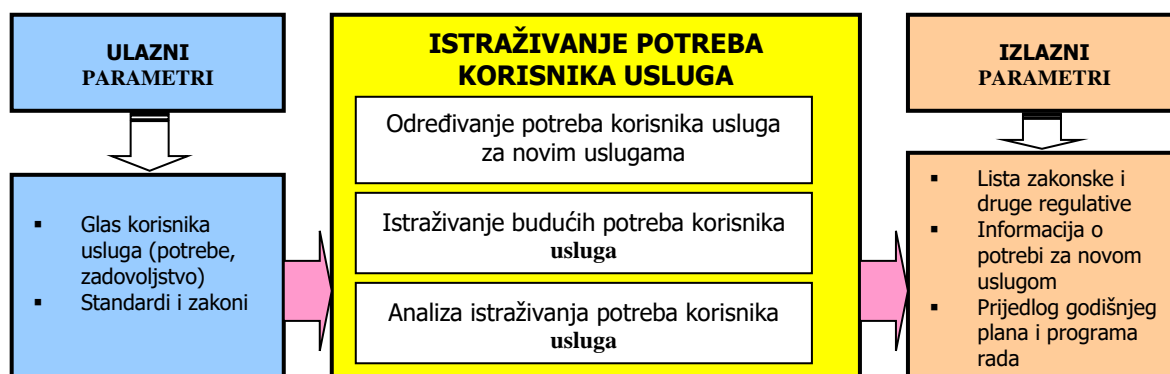 ULAZNI
PARAMETRI
▪ Glas korisnika
usluga (potrebe,
zadovoljstvo)
▪ Standardi i zakoni
ISTRAŽIVANJE POTREBA
KORISNIKA USLUGA
Određivanje potreba korisnika usluga
za novim uslugama
Istraživanje budućih potreba korisnika
usluga
Analiza istraživanja potreba korisnika
usluga
IZLAZNI
PARAMETRI
▪ Lista zakonske i
druge regulative
▪ Informacija o
potrebi za novom
uslugom
▪ Prijedlog godišnjeg
plana i programa
rada